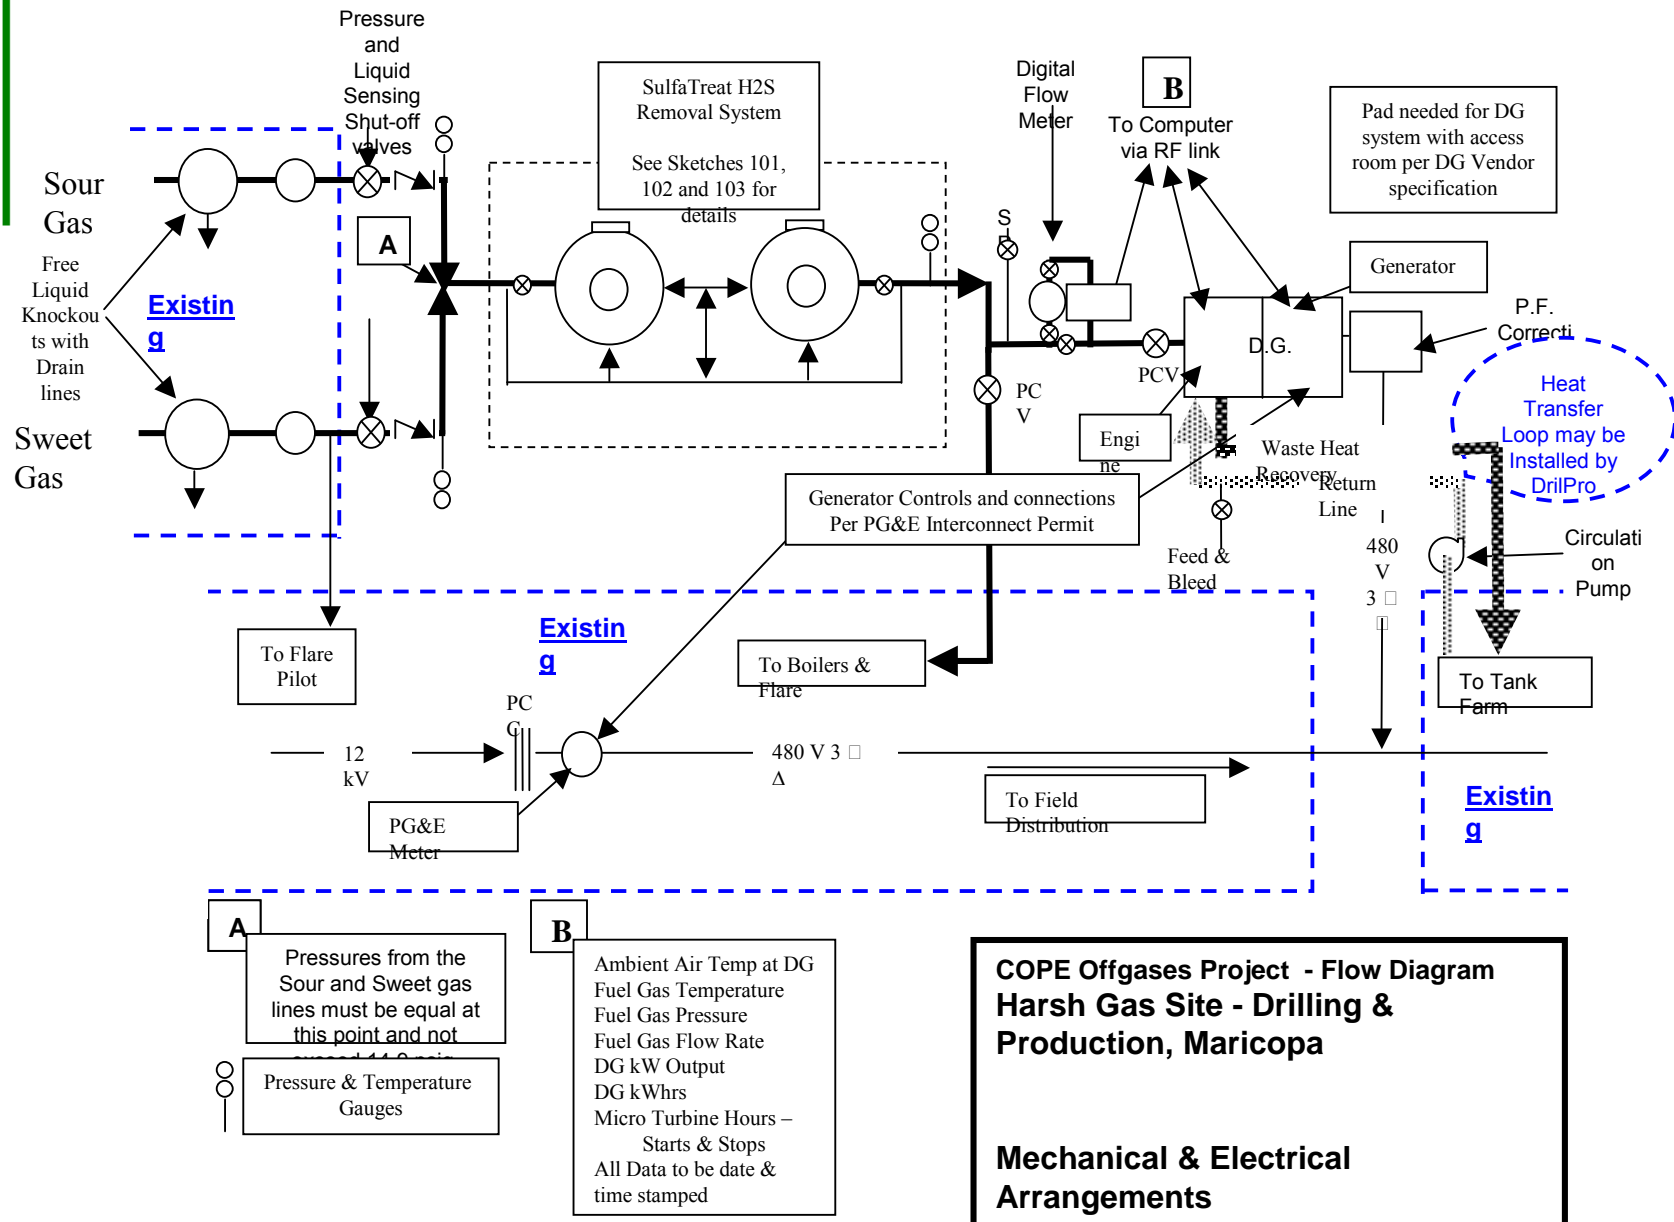 Pressure
and
Liquid
Sensing
Shut-off
valves
SulfaTreat H2S
Removal System
See Sketches 101,
102 and 103 for
details
Digital
Flow
Meter
B
To Computer
via RF link
Pad needed for DG
system with access
room per DG Vendor
specification
Sour
Gas
A
Free
Liquid
Knockou
ts with
Drain
lines
Existin
g
Generator
P.F.
Correcti
D.G.
PCV
PC
V
Heat
Transfer
Loop may be
Installed by
DrilPro
Sweet
Gas
Engi
ne
Waste Heat
Recovery
Return
Line
Generator Controls and connections
Per PG&E Interconnect Permit
Feed &
Bleed
480
V
3 □
□
Circulati
on
Pump
Existin
g
To Flare
Pilot
To Boilers &
Flare
To Tank
Farm
PC
C
12
kV
480 V 3 □
Δ
PG&E
Meter
To Field
Distribution
Existin
g
A
Pressures from the
Sour and Sweet gas
lines must be equal at
this point and not
Pressure & Temperature
Gauges
B
Ambient Air Temp at DG
Fuel Gas Temperature
Fuel Gas Pressure
Fuel Gas Flow Rate
DG kW Output
DG kWhrs
Micro Turbine Hours –
Starts & Stops
All Data to be date &
time stamped
COPE Offgases Project - Flow Diagram
Harsh Gas Site - Drilling &
Production, Maricopa
Mechanical & Electrical
Arrangements